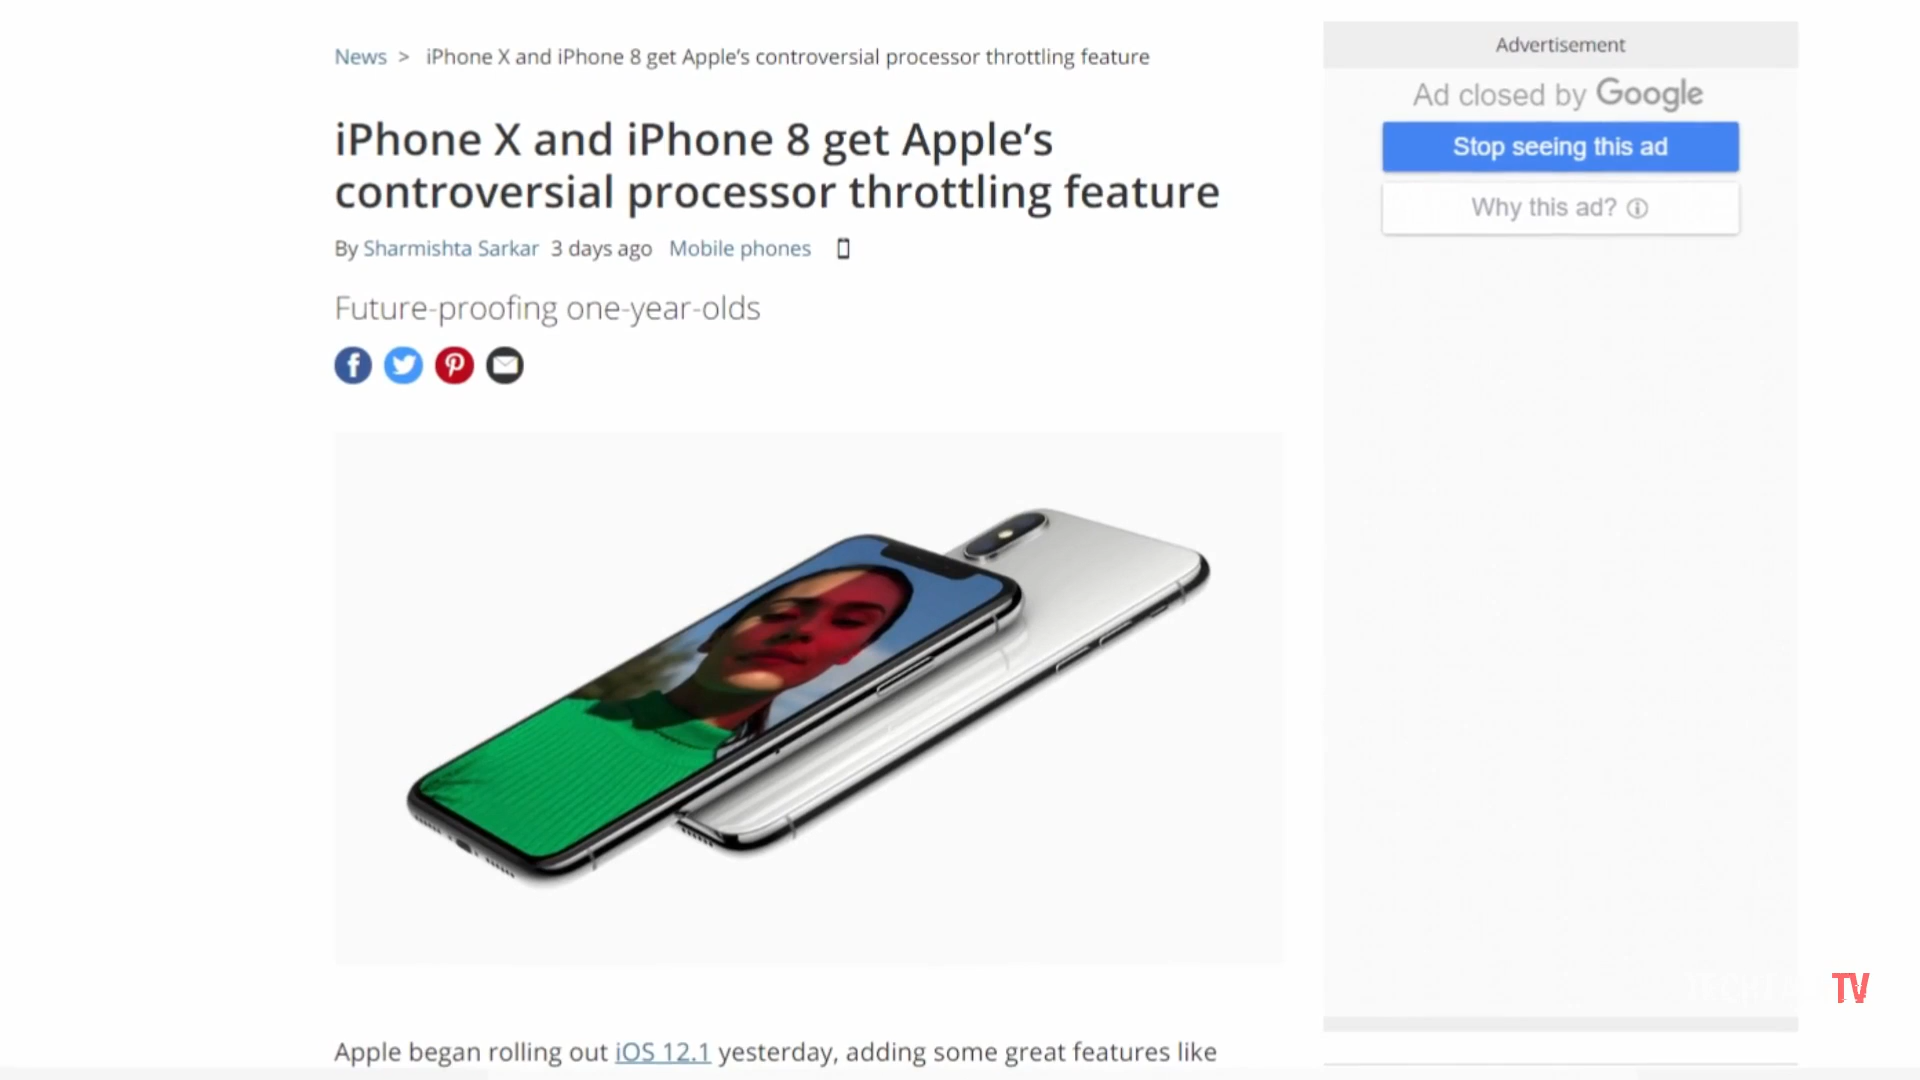 News > iPhone X and iPhone 8 get Apple's controversial processor throttling feature
iPhone X and iPhone 8 get Apple's
controversial processor throttling feature
By Sharmishta Sarkar 3 days ago Mobile phones
Future-proofing one-year-olds
Apple began rolling out iOS 12.1 yesterday, adding some great features like
Advertisement
Ad closed by Google
Stop seeing this ad
Why this ad?
TV